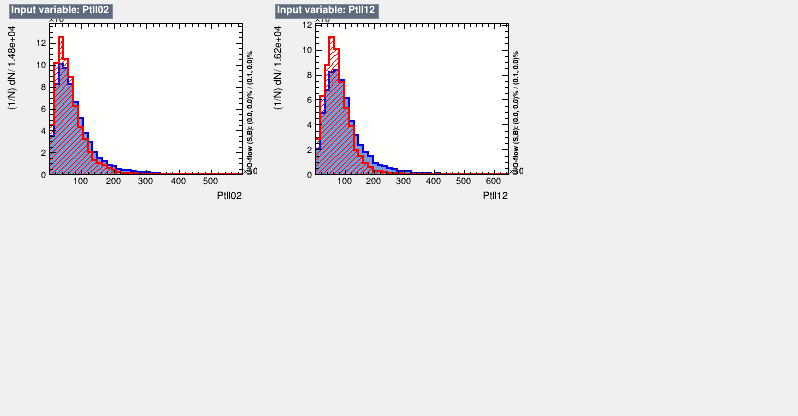 Input variable: Ptll02
(1/N) dN/ 1.48e+04
12
10
8
6
4
2
0
100 200 300 400 500
Ptll02
U/O-flow (S,B): (0.0, 0.0)% / (0.1, 0.0)%
Input variable: Ptll12
(1/N) dN/ 1.62e+04
12
10
8
6
4
2
0
100 200 300 400 500 600
Ptll12
U/O-flow (S,B): (0.0, 0.0)% / (0.1, 0.0)%